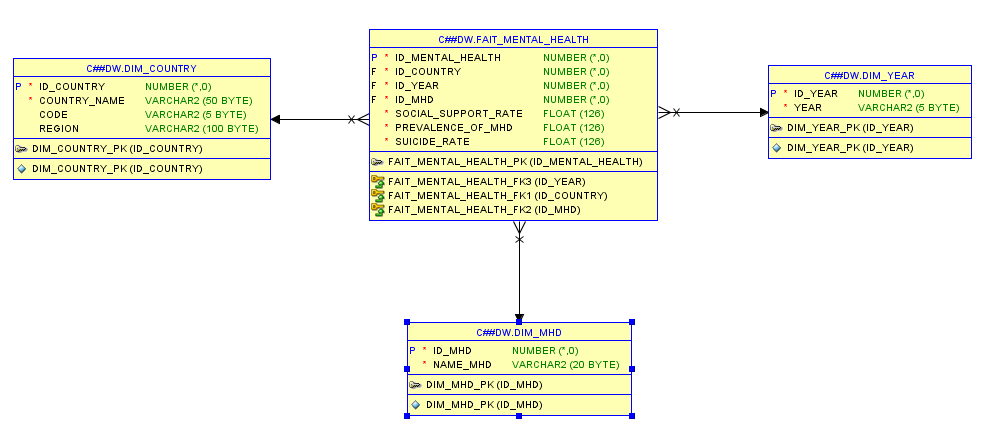 C##DW.FAIT_MENTAL_HEALTH
P * ID_MENTAL_HEALTH NUMBER (*,0)
F * ID_COUNTRY NUMBER (*,0)
F * ID_YEAR NUMBER (*,0)
F * ID_MHD NUMBER (*,0)
* SOCIAL_SUPPORT_RATE FLOAT (126)
* PREVALENCE_OF_MHD FLOAT (126)
* SUICIDE_RATE FLOAT (126)
FAIT_MENTAL_HEALTH_PK (ID_MENTAL_HEALTH)
FAIT_MENTAL_HEALTH_FK3 (ID_YEAR)
FAIT_MENTAL_HEALTH_FK1 (ID_COUNTRY)
FAIT_MENTAL_HEALTH_FK2 (ID_MHD)
C##DW.DIM_COUNTRY
P * ID_COUNTRY NUMBER (*,0)
* COUNTRY_NAME VARCHAR2 (50 BYTE)
CODE VARCHAR2 (5 BYTE)
REGION VARCHAR2 (100 BYTE)
DIM_COUNTRY_PK (ID_COUNTRY)
DIM_COUNTRY_PK (ID_COUNTRY)
C##DW.DIM_YEAR
P * ID_YEAR NUMBER (*,0)
* YEAR VARCHAR2 (5 BYTE)
DIM_YEAR_PK (ID_YEAR)
DIM_YEAR_PK (ID_YEAR)
C##DW.DIM_MHD
P * ID_MHD NUMBER (*,0)
* NAME_MHD VARCHAR2 (20 BYTE)
DIM_MHD_PK (ID_MHD)
DIM_MHD_PK (ID_MHD)